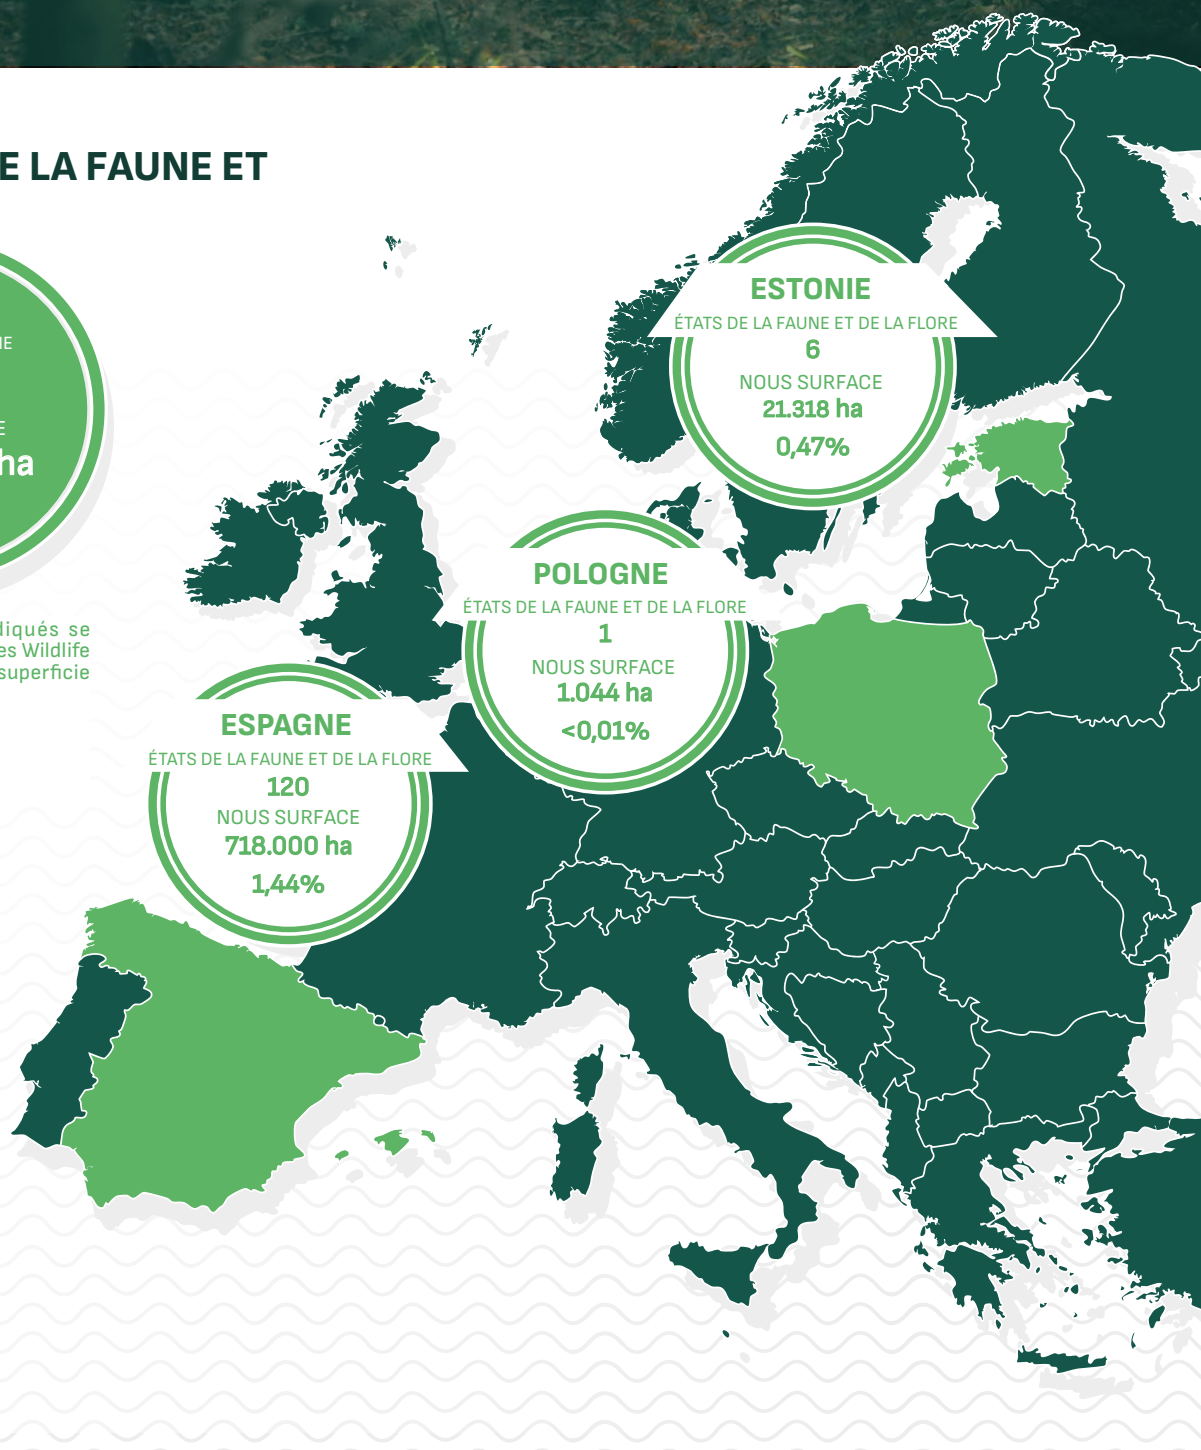 E LA FAUNE ET
E
E
ha
diqués se
es Wildlife
superficie
ESTONIE
ÉTATS DE LA FAUNE ET DE LA FLORE
6
NOUS SURFACE
21.318 ha
0,47%
POLOGNE
ÉTATS DE LA FAUNE ET DE LA FLORE
1
NOUS SURFACE
1.044 ha
<0,01%
ESPAGNE
ÉTATS DE LA FAUNE ET DE LA FLORE
120
NOUS SURFACE
718.000 ha
1,44%